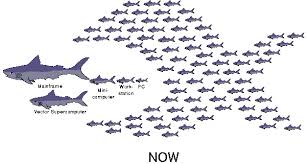 Mainframe
Mini-
computer
Work-
station
PC
Vector Supercomputer
NOW